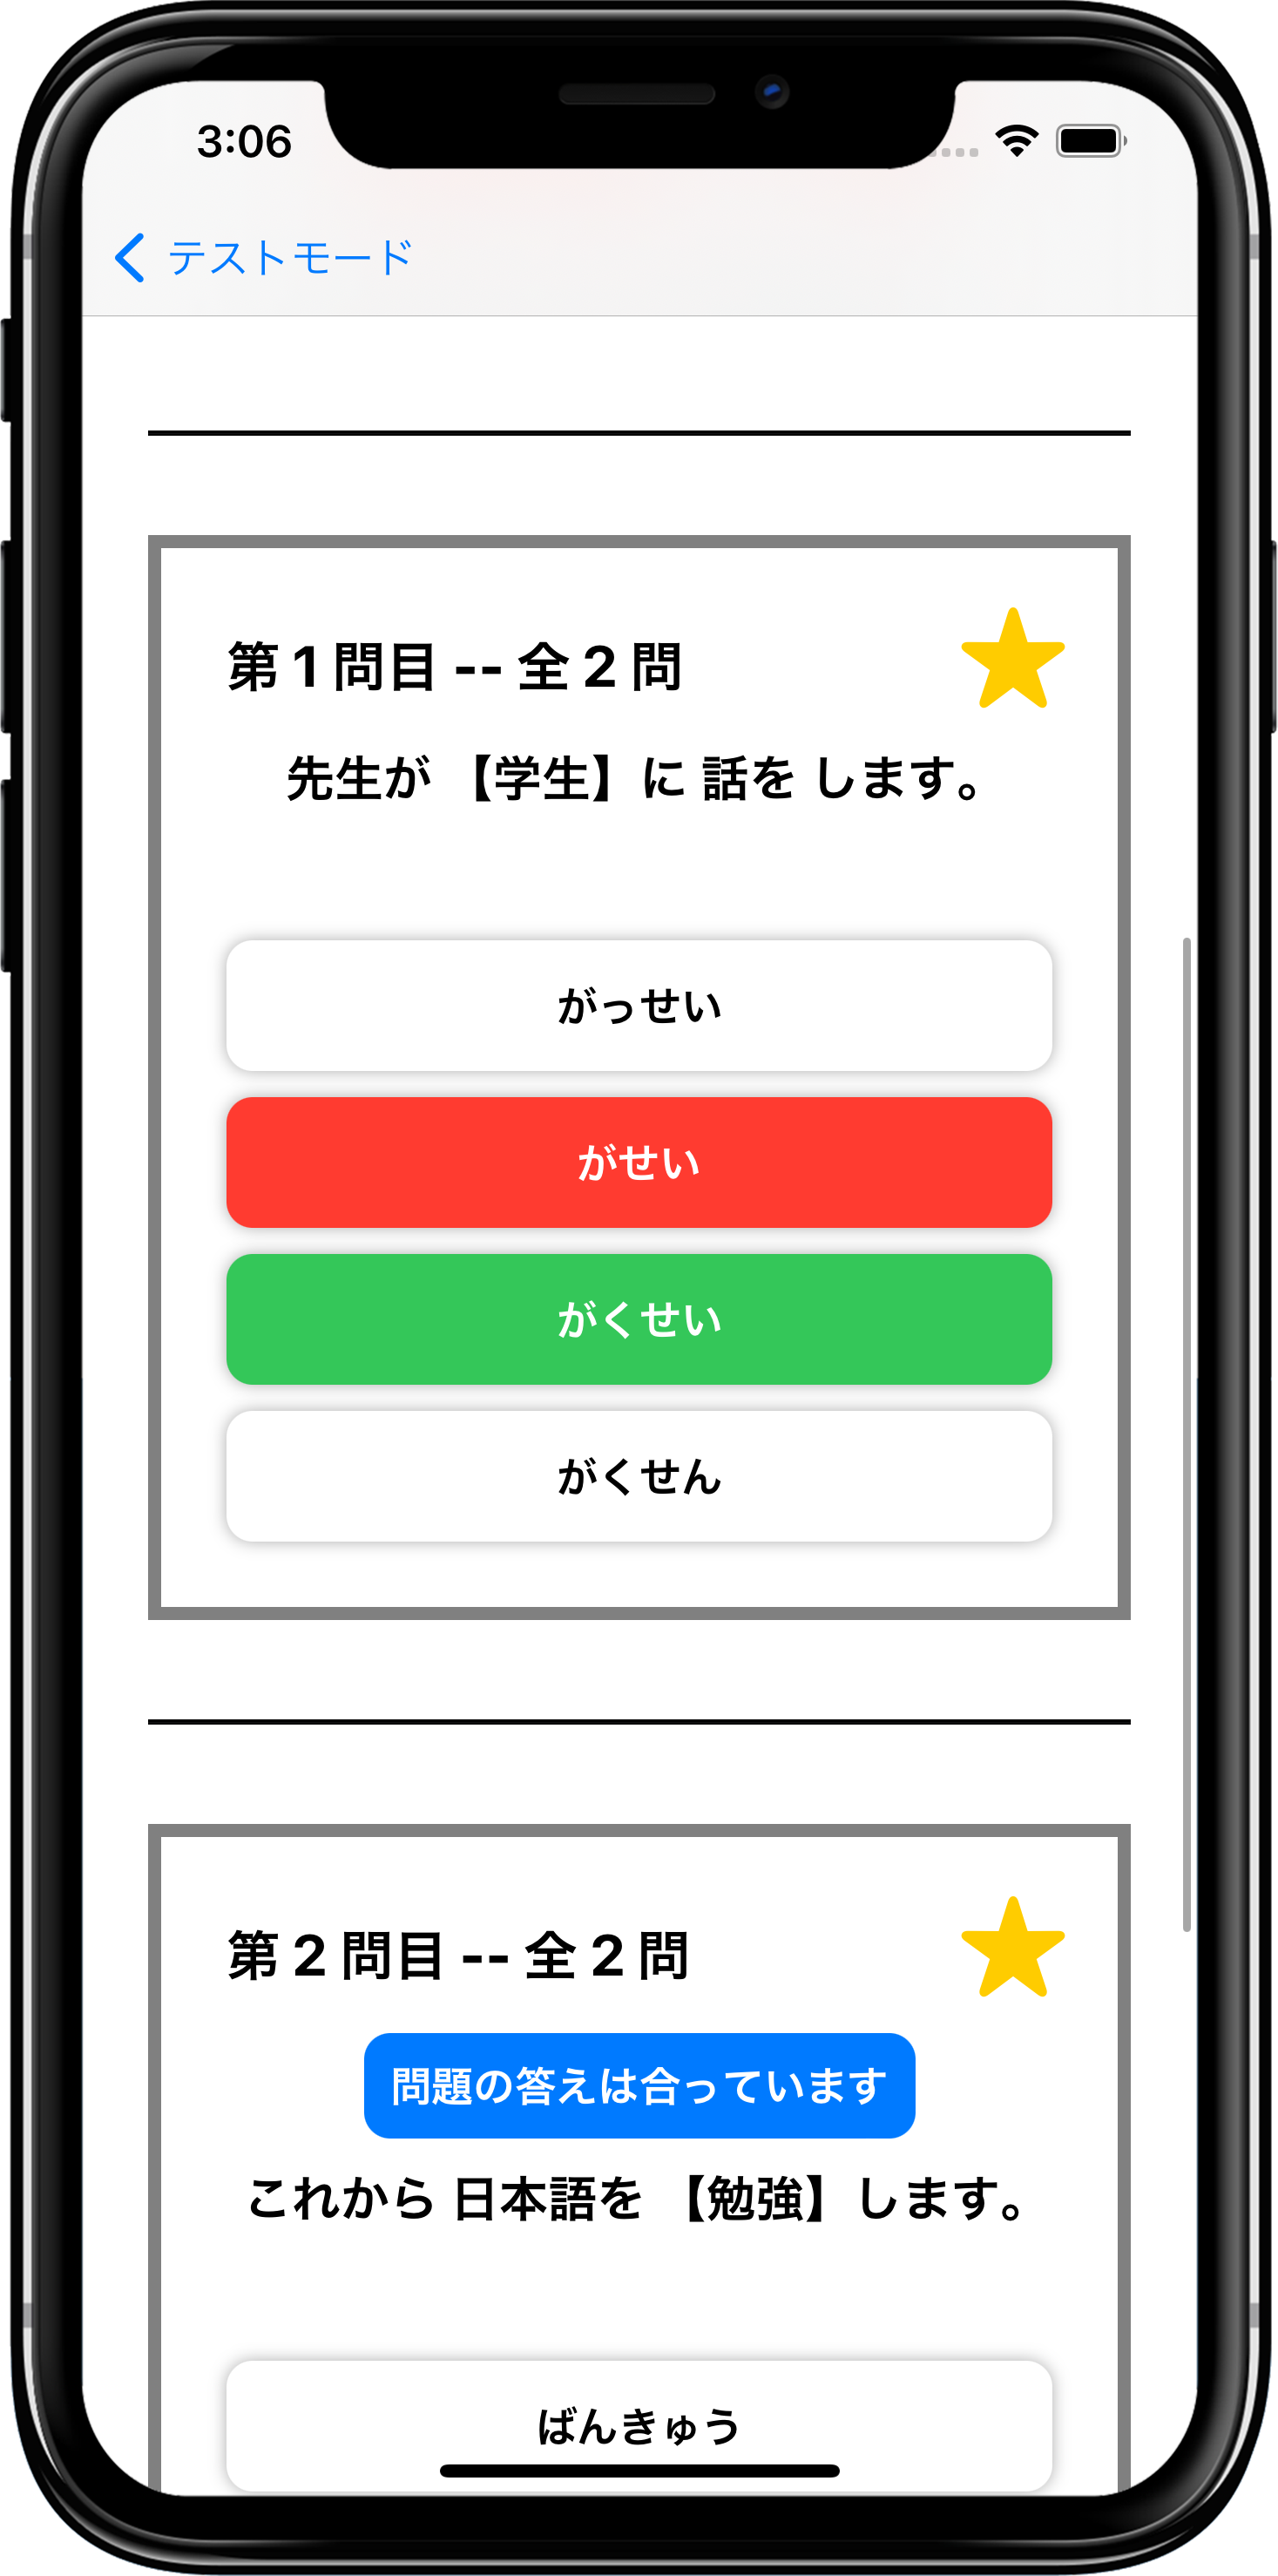 3:06
テストモード
第 1 問目 -- 全 2 問
先生が 【学生】に 話を します。
がっせい
がせい
がくせい
がくせん
第 2 問目 -- 全 2 問
問題の答えは合っています
これから 日本語を 【勉強】します。
ばんきゅう